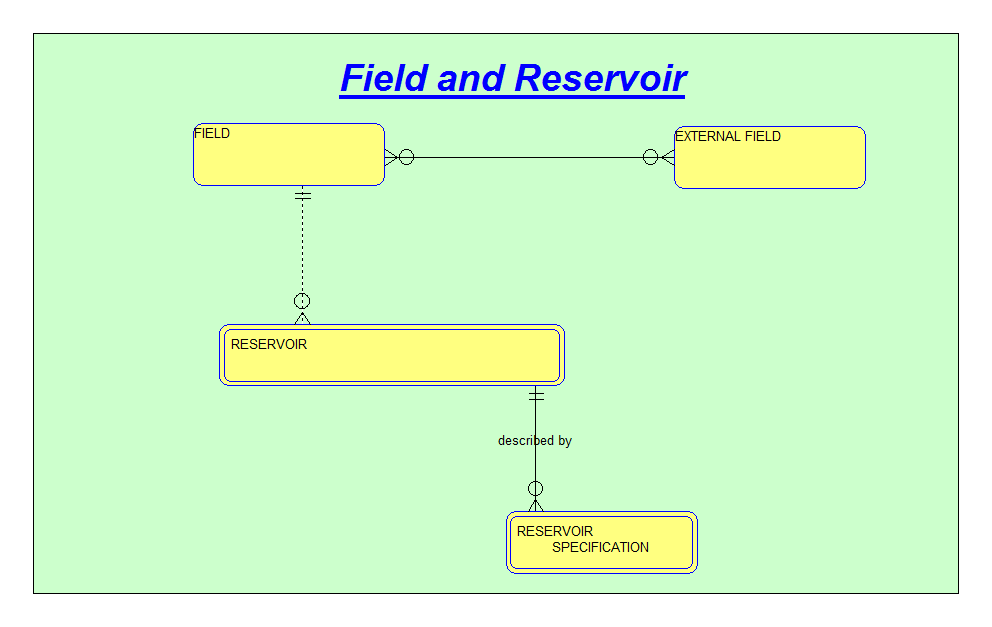 Field and Reservoir
FIELD
EXTERNAL FIELD
RESERVOIR
described by
RESERVOIR
SPECIFICATION